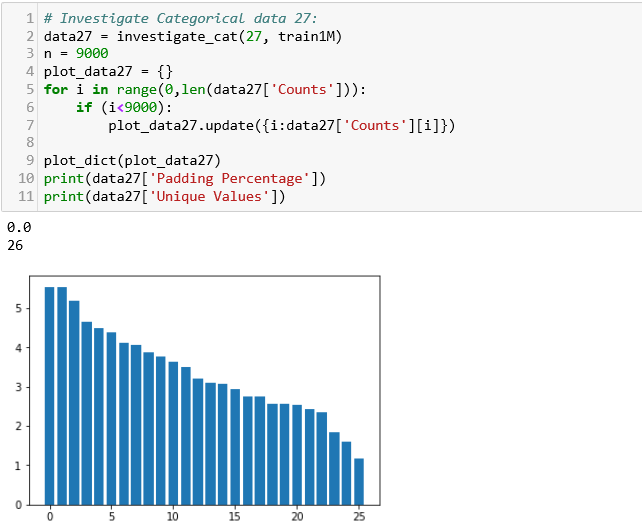 1 # Investigate Categorical data 27:
2 data27 = investigate_cat(27, train1M)
3 n = 9000
4 plot_data27 = {}
5 for i in range(0,len(data27['Counts'])):
6     if (i<9000):
7         plot_data27.update({i:data27['Counts'][i]})
8
9 plot_dict(plot_data27)
10 print(data27['Padding Percentage'])
11 print(data27['Unique Values'])
0.0
26
5
4
3
2
1
0
0 5 10 15 20 25